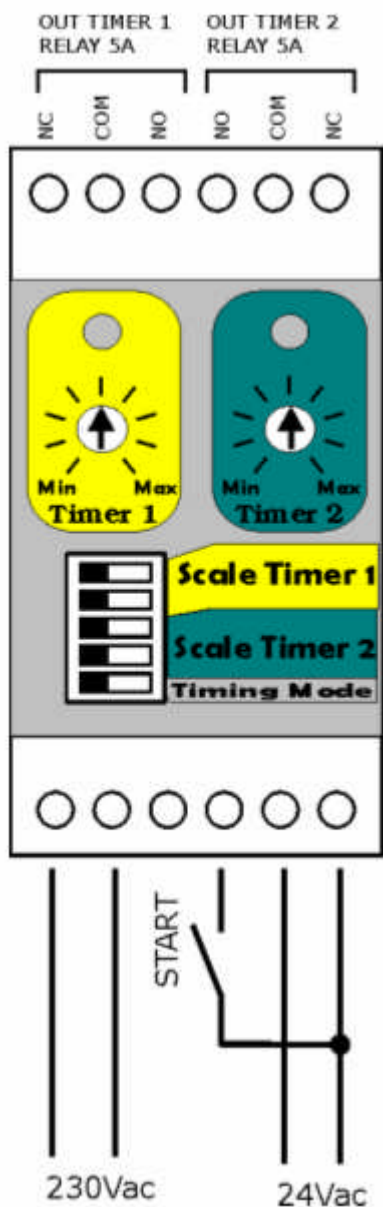 OUT TIMER 1
RELAY 5A
OUT TIMER 2
RELAY 5A
NC
COM
NO
NO
COM
NC
Min
Max
Timer 1
Min
Max
Timer 2
Scale Timer 1
Scale Timer 2
Timing Mode
START
230Vac
24Vac